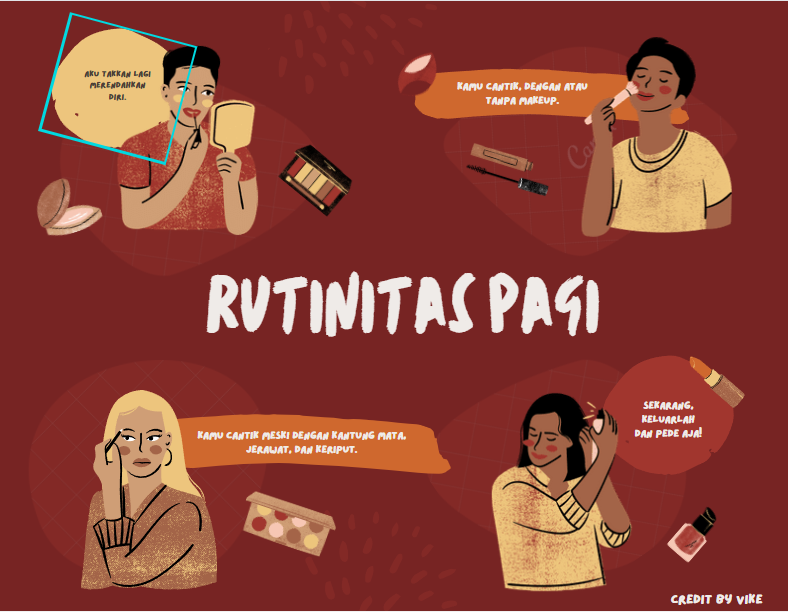 AKU TAKKAN LAGI
MERENDAHKAN
DIRI.
KAMU CANTIK, DENGAN ATAU
TANPA MAKEUP.
RUTINITAS PAGI
KAMU CANTIK MESKI DENGAN KANTUNG MATA,
JERAWAT, DAN KERIPUT.
SEKARANG,
KELUARLAH
DAN PEDE AJA!
CREDIT BY VIKE